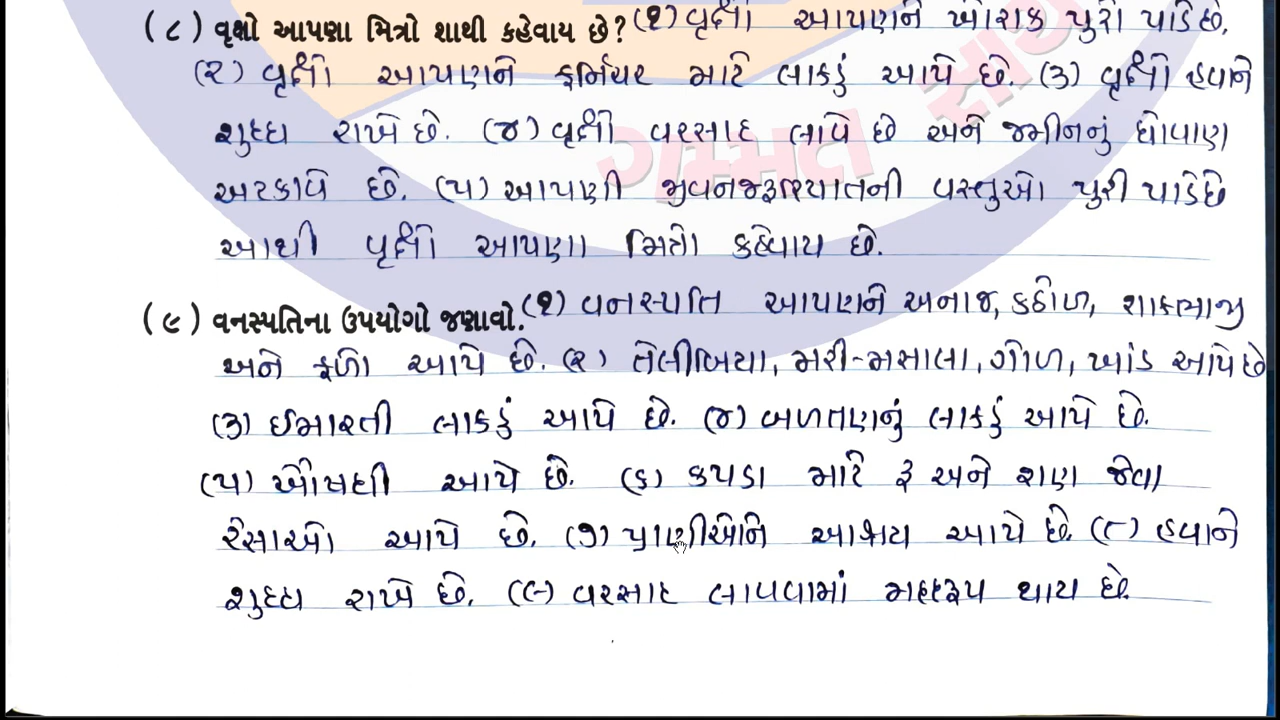 (૮) વૃક્ષો આપણા મિત્રો શાથી કહેવાય છે? (૧) વૃક્ષો આપણને ખોરાક પુરો પાડે છે.
(૨) વૃક્ષો આપણને ફર્નિચર માટે લાકડું આપે છે. (૩) વૃક્ષો હવાને
શુદ્ધ રાખે છે. (૪) વૃક્ષો વરસાદ લાવે છે અને જમીનનું ધોવાણ
અટકાવે છે. (૫) આપણી જીવનજરૂરિયાતની વસ્તુઓ પુરી પાડે છે
આથી વૃક્ષો આપણા મિત્રો કહેવાય છે.
(૯) વનસ્પતિના ઉપયોગો જણાવો. (૧) વનસ્પતિ આપણને અનાજ, કઠોળ, શાકભાજી
અને ફળો આપે છે. (૨) તેલીબિયા, મરી-મસાલા, ગોળ, ખાંડ આપે છે
(૩) ઈમારતી લાકડું આપે છે. (૪) બળતણનું લાકડું આપે છે.
(૫) ઔષધી આપે છે. (૬) કપડા માટે રૂ અને શણ જેવા
રેસાઓ આપે છે. (૭) પ્રાણીઓને આશ્રય આપે છે. (૮) હવાને
શુદ્ધ રાખે છે. (૯) વરસાદ લાવવામાં મદદરૂપ થાય છે.
ગમ્મત સાથે